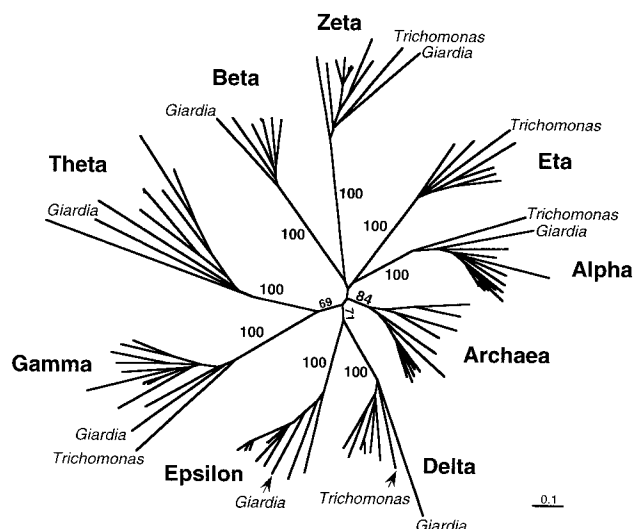 Zeta
Trichomonas
Giardia
Beta
Giardia
Trichomonas
Eta
Theta
100
100
Giardia
100
Trichomonas
Giardia
100
Alpha
100
69
84
71
100
Archaea
Gamma
100
100
Giardia
Trichomonas
Epsilon
Delta
Giardia
Trichomonas
0.1
Giardia